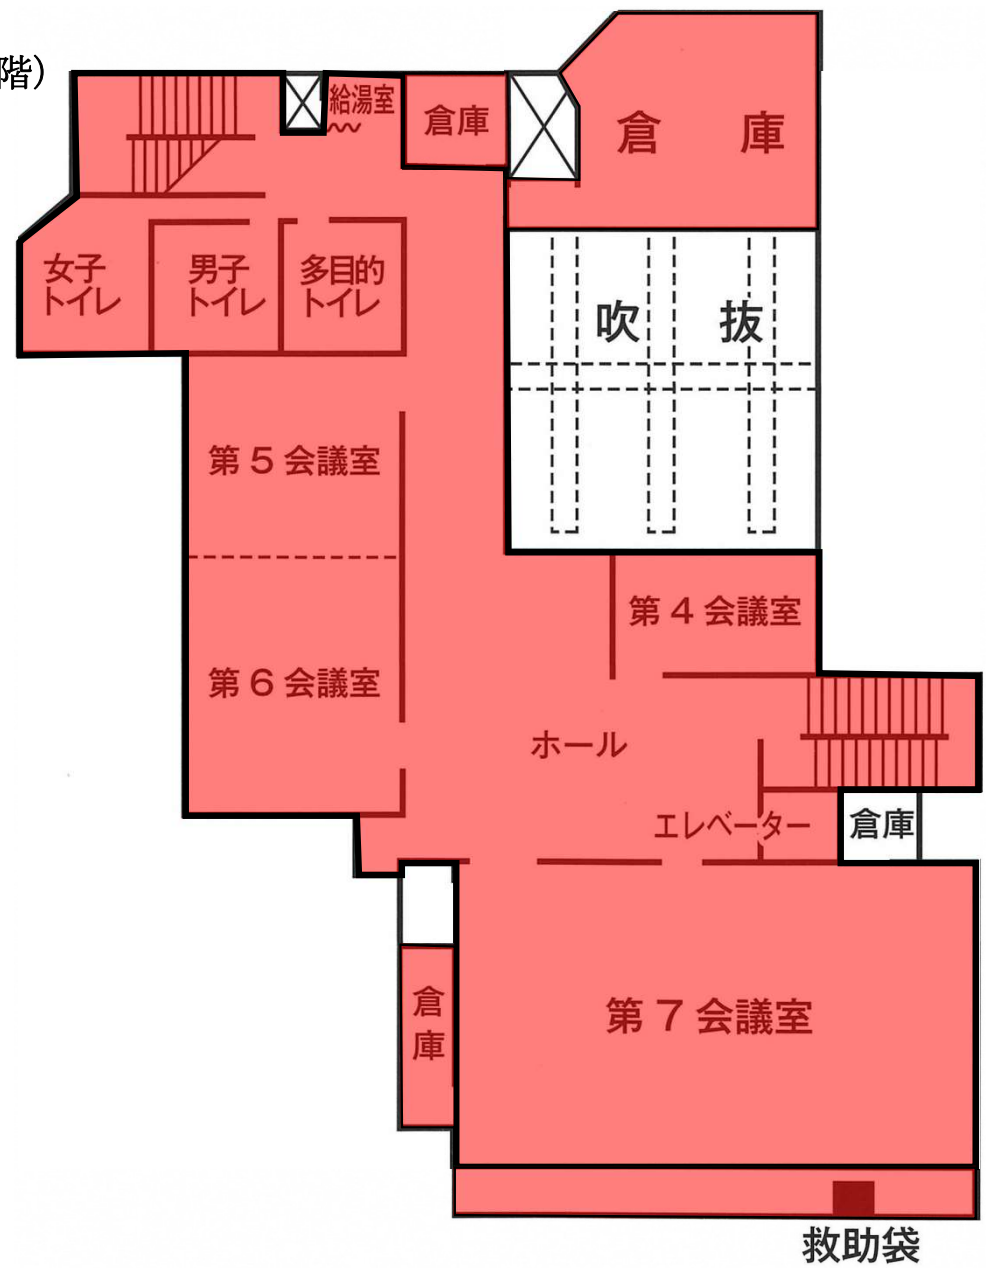 階）
給湯室
倉庫
倉 庫
女子
トイレ
男子
トイレ
多目的
トイレ
吹 抜
第5会議室
第4会議室
第6会議室
ホール
エレベーター
倉庫
倉
庫
第7会議室
救助袋